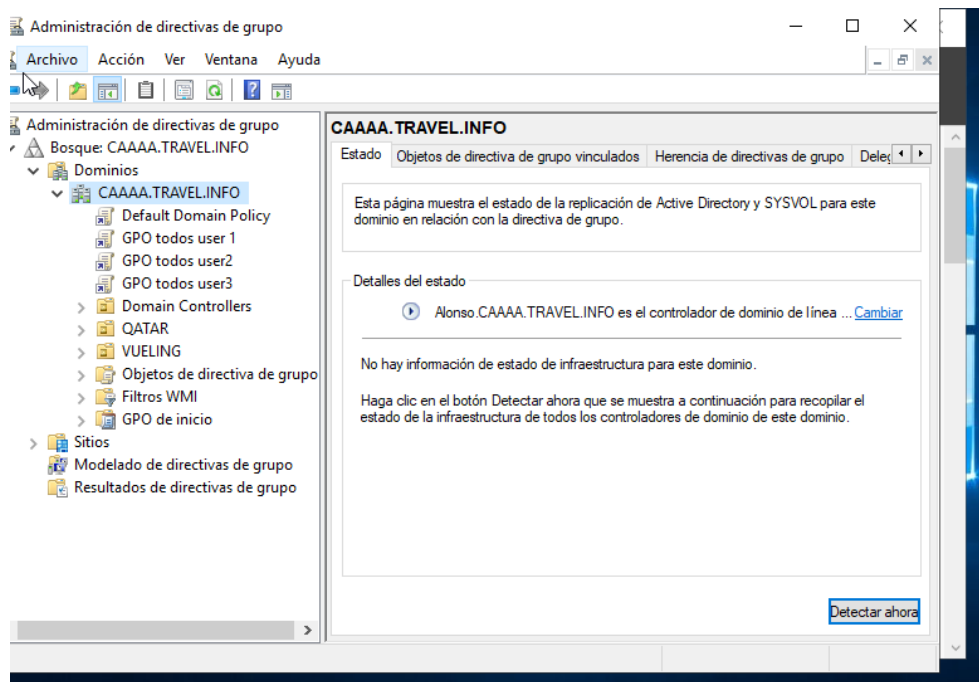 Administración de directivas de grupo
Archivo Acción Ver Ventana Ayuda
Administración de directivas de grupo
Bosque: CAAAA.TRAVEL.INFO
Dominios
CAAAA.TRAVEL.INFO
Default Domain Policy
GPO todos user 1
GPO todos user2
GPO todos user3
Domain Controllers
QATAR
VUELING
Objetos de directiva de grupo
Filtros WMI
GPO de inicio
Sitios
Modelado de directivas de grupo
Resultados de directivas de grupo
CAAAA.TRAVEL.INFO
Estado Objetos de directiva de grupo vinculados Herencia de directivas de grupo Deleg
Esta página muestra el estado de la replicación de Active Directory y SYSVOL para este
dominio en relación con la directiva de grupo.
Detalles del estado
Alonso.CAAAA.TRAVEL.INFO es el controlador de dominio de línea ... Cambiar
No hay información de estado de infraestructura para este dominio.
Haga clic en el botón Detectar ahora que se muestra a continuación para recopilar el
estado de la infraestructura de todos los controladores de dominio de este dominio.
Detectar ahora